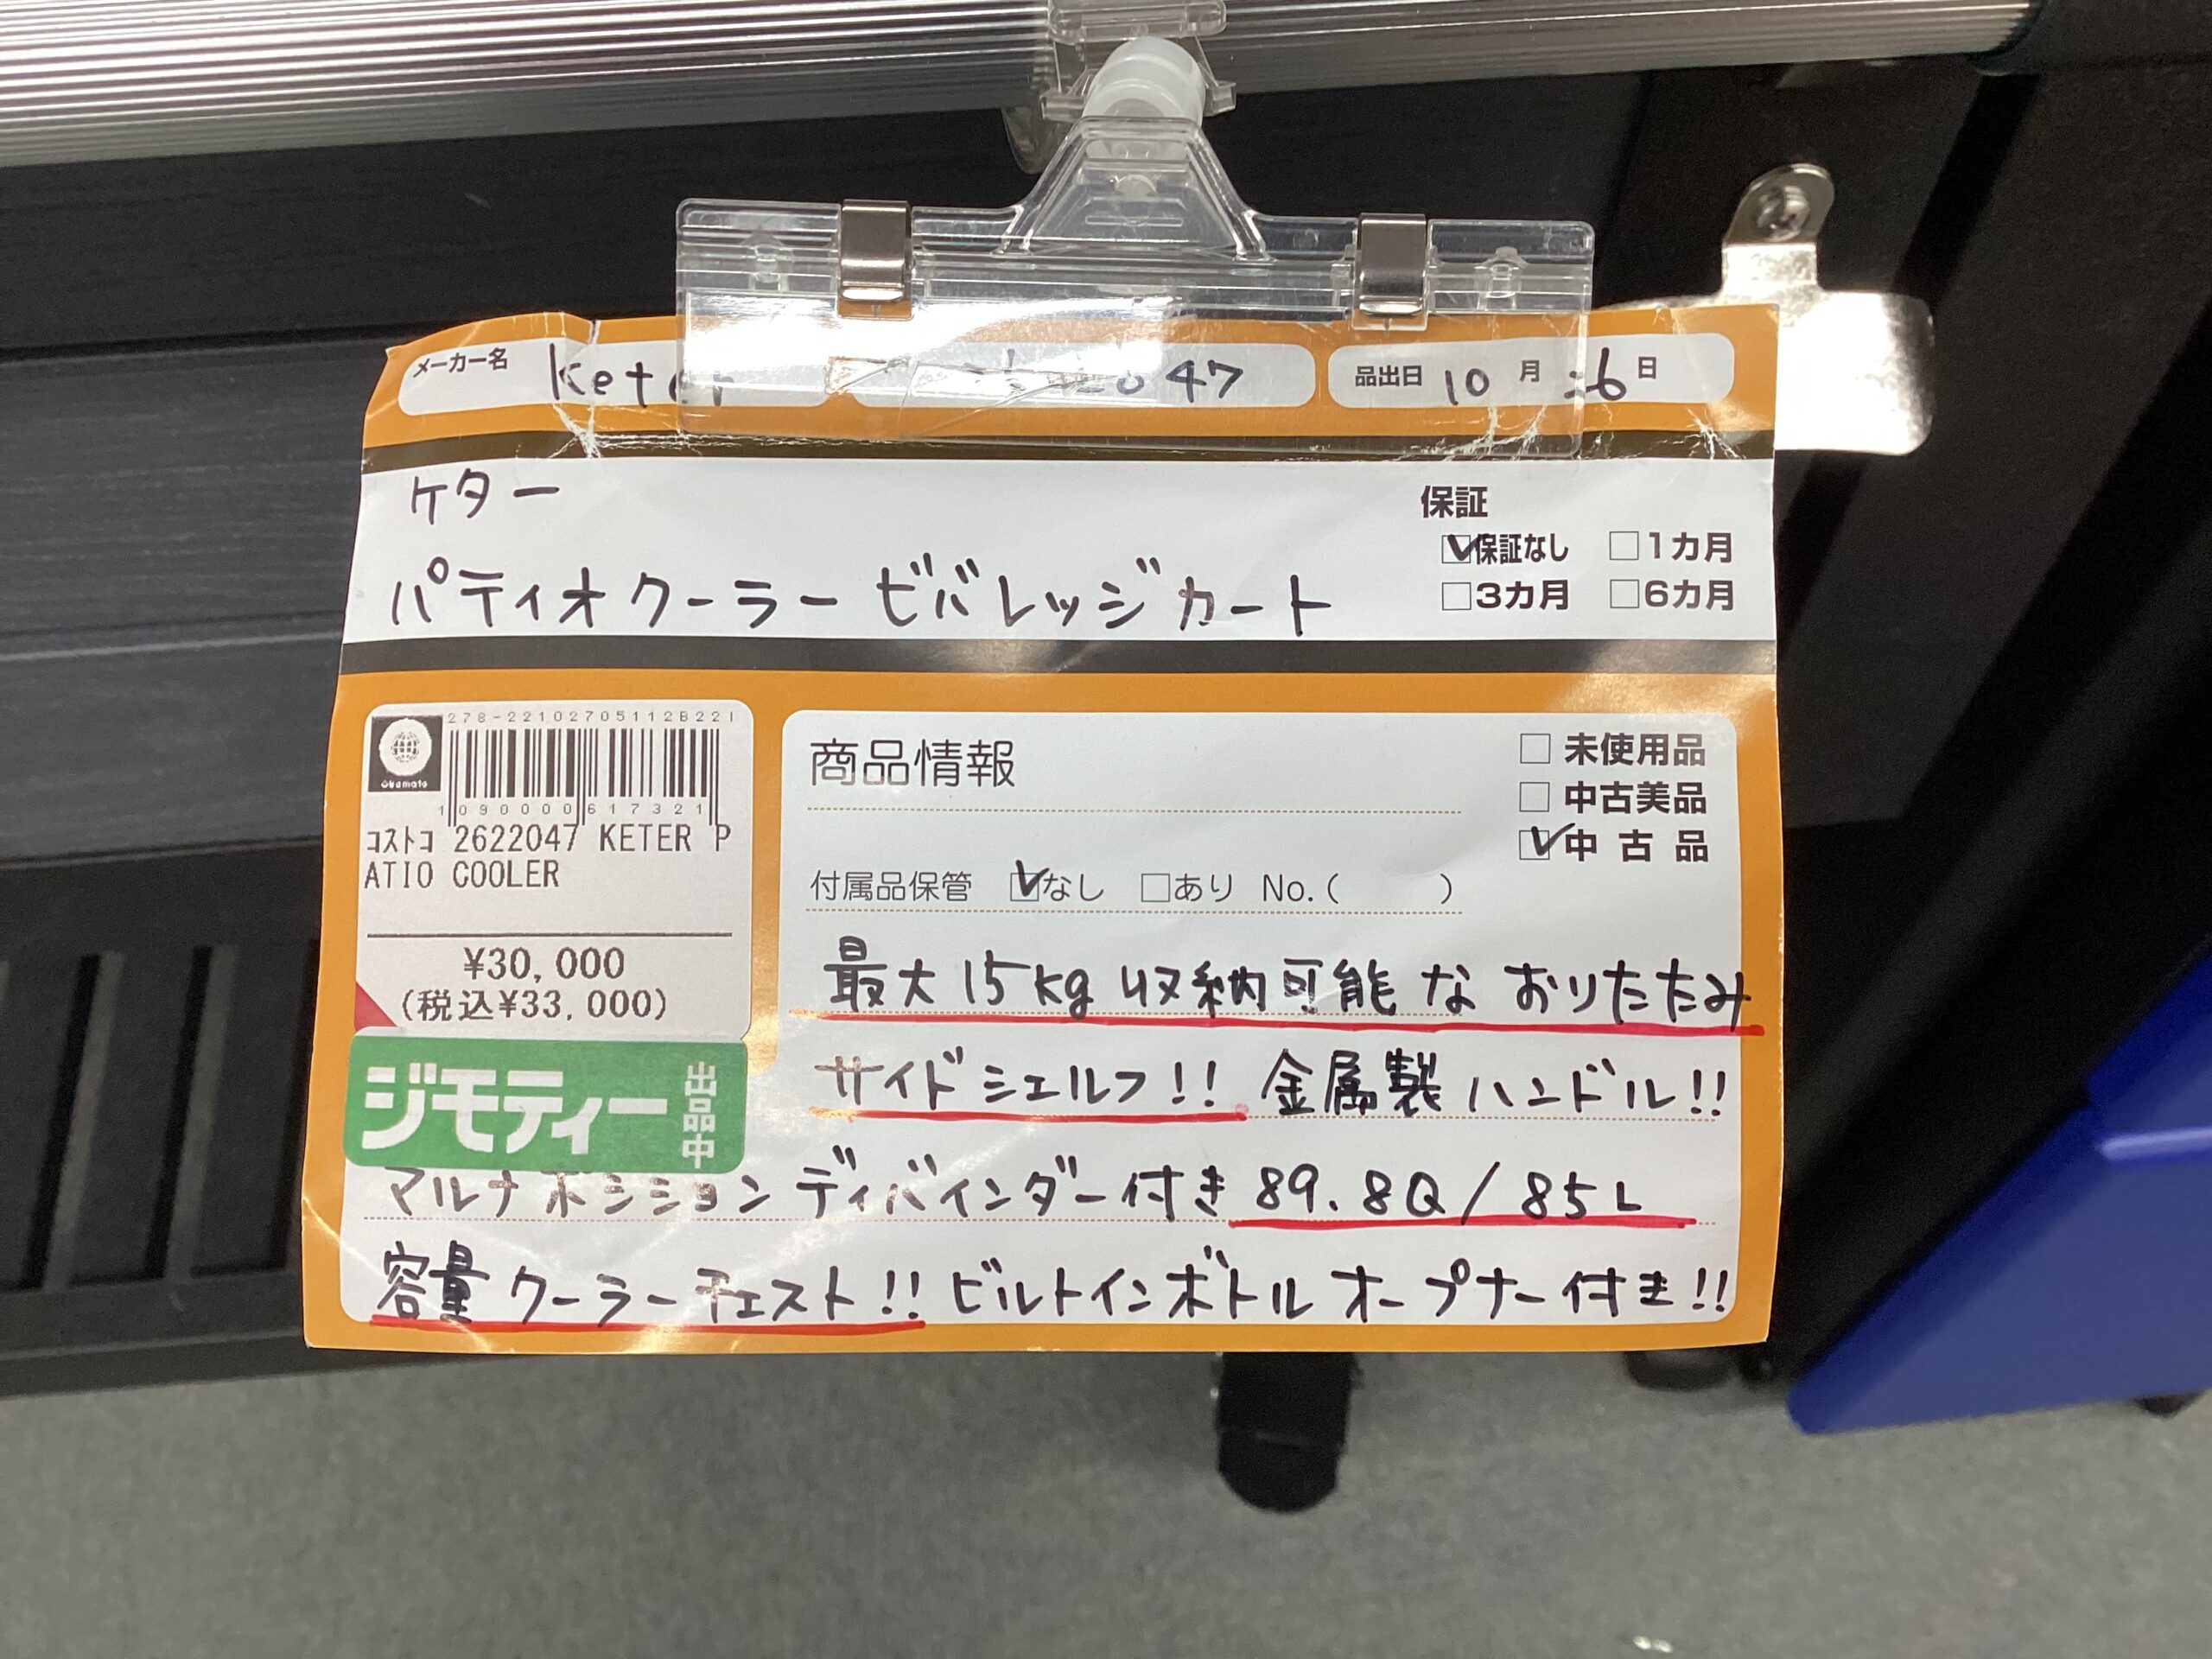 メーカー名 keter 2047 品出日 10月 26日
ケター
パティオクーラー ビバレッジカート
保証
保証なし 1カ月
3カ月 6カ月
278-22102705112B221
okamoto
1090000617321
ｺｽﾄｺ 2622047 KETER P
ATIO COOLER
¥30,000
(税込¥33,000)
ジモティー 出品中
商品情報
未使用品
中古美品
中古品
付属品保管 なし あり No.( )
最大15kg収納可能な おりたたみ
サイドシェルフ!! 金属製ハンドル!!
マルチポジション ディバインダー付き 89.8Q/85L
容量クーラーチェスト!! ビルトインボトルオープナー付き!!